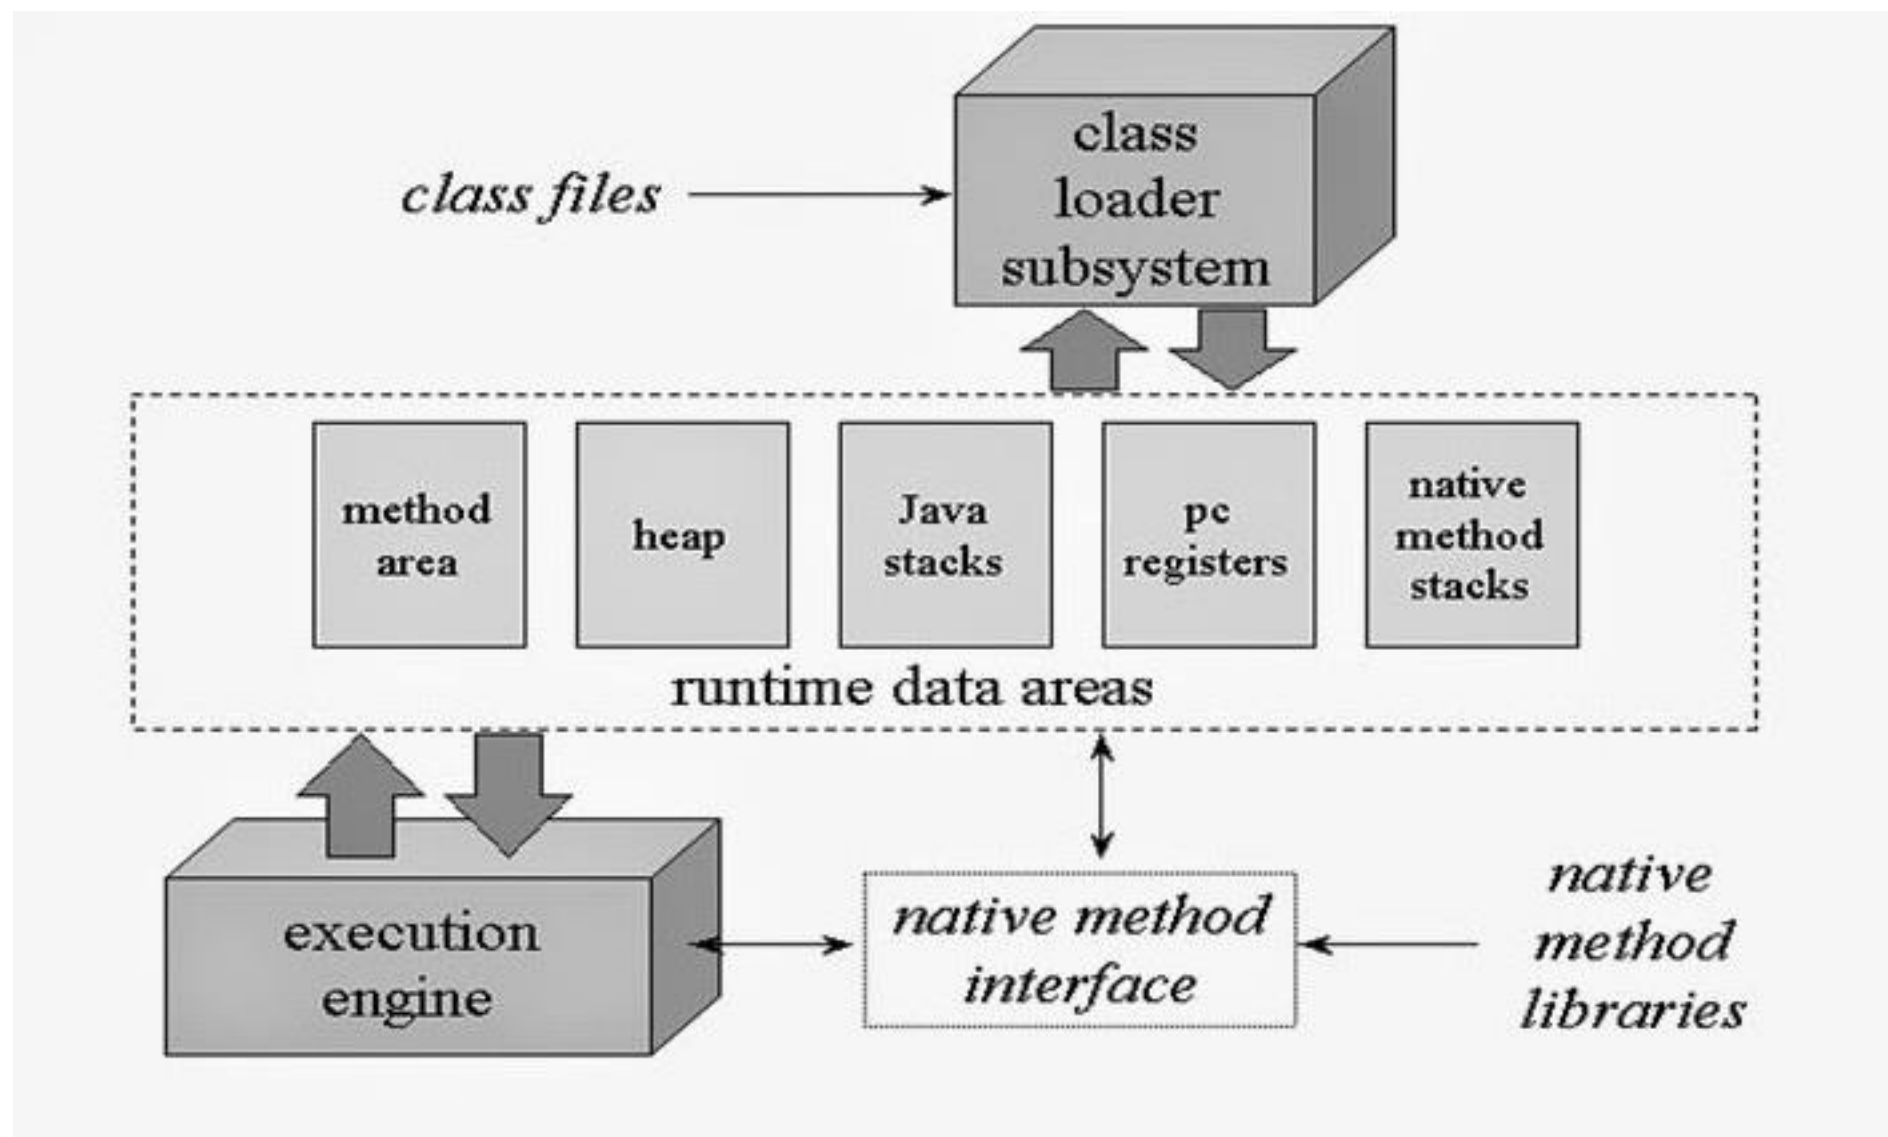 class
loader
subsystem
class files
method
area
heap
Java
stacks
pc
registers
native
method
stacks
runtime data areas
execution
engine
native method
interface
native
method
libraries